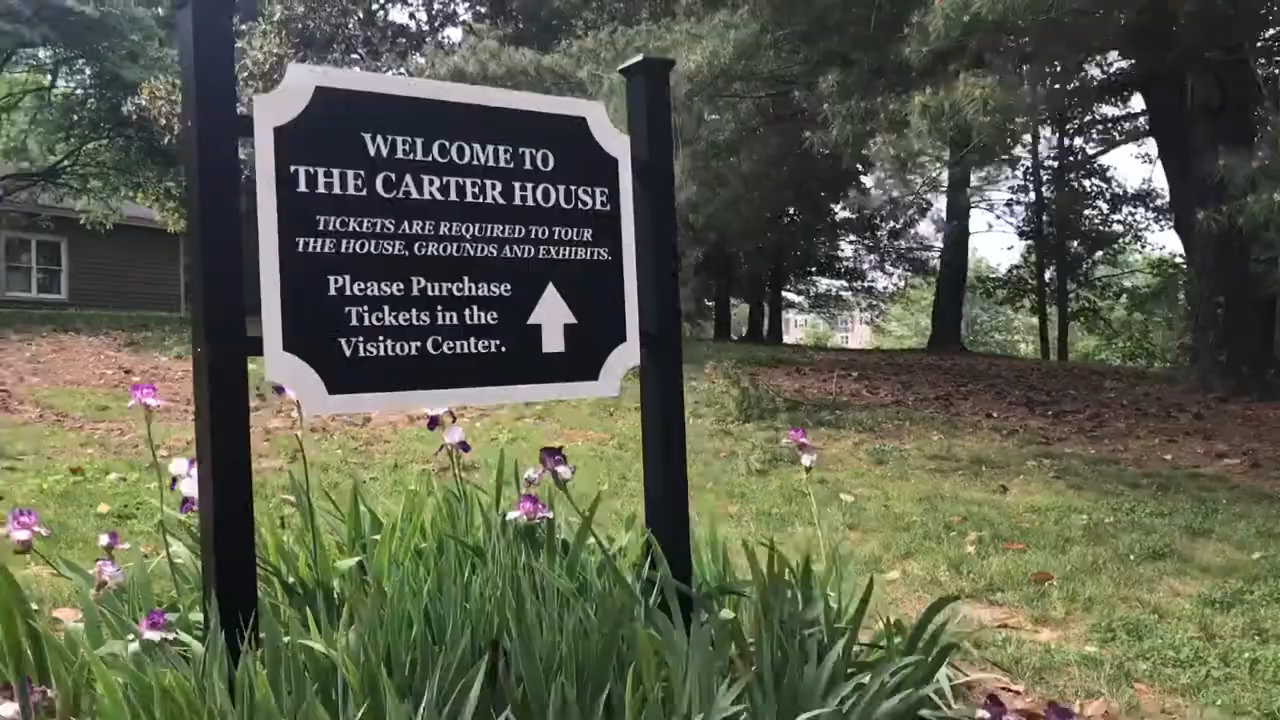 WELCOME TO
THE CARTER HOUSE
TICKETS ARE REQUIRED TO TOUR
THE HOUSE, GROUNDS AND EXHIBITS.
Please Purchase
Tickets in the
Visitor Center.